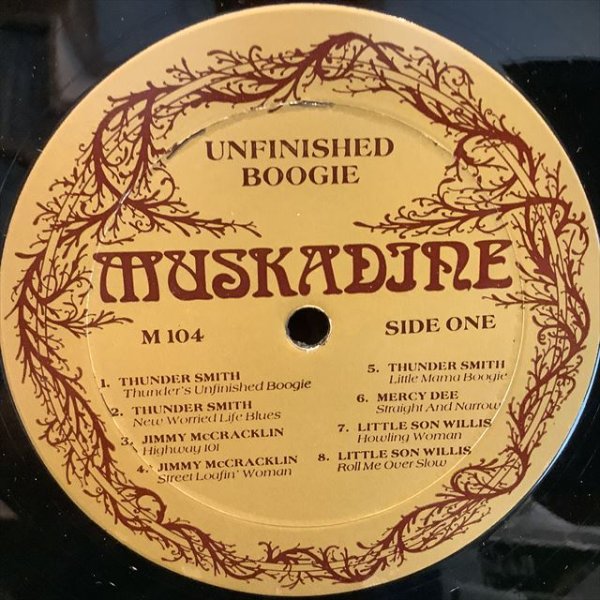 UNFINISHED
BOOGIE
MUSKADINE
M 104
SIDE ONE
1. THUNDER SMITH
Thunder's Unfinished Boogie
2. THUNDER SMITH
New Worried Life Blues
3. JIMMY McCRACKLIN
Highway 101
4. JIMMY McCRACKLIN
Street Loafin' Woman
5. THUNDER SMITH
Little Mama Boogie
6. MERCY DEE
Straight And Narrow
7. LITTLE SON WILLIS
Howling Woman
8. LITTLE SON WILLIS
Roll Me Over Slow